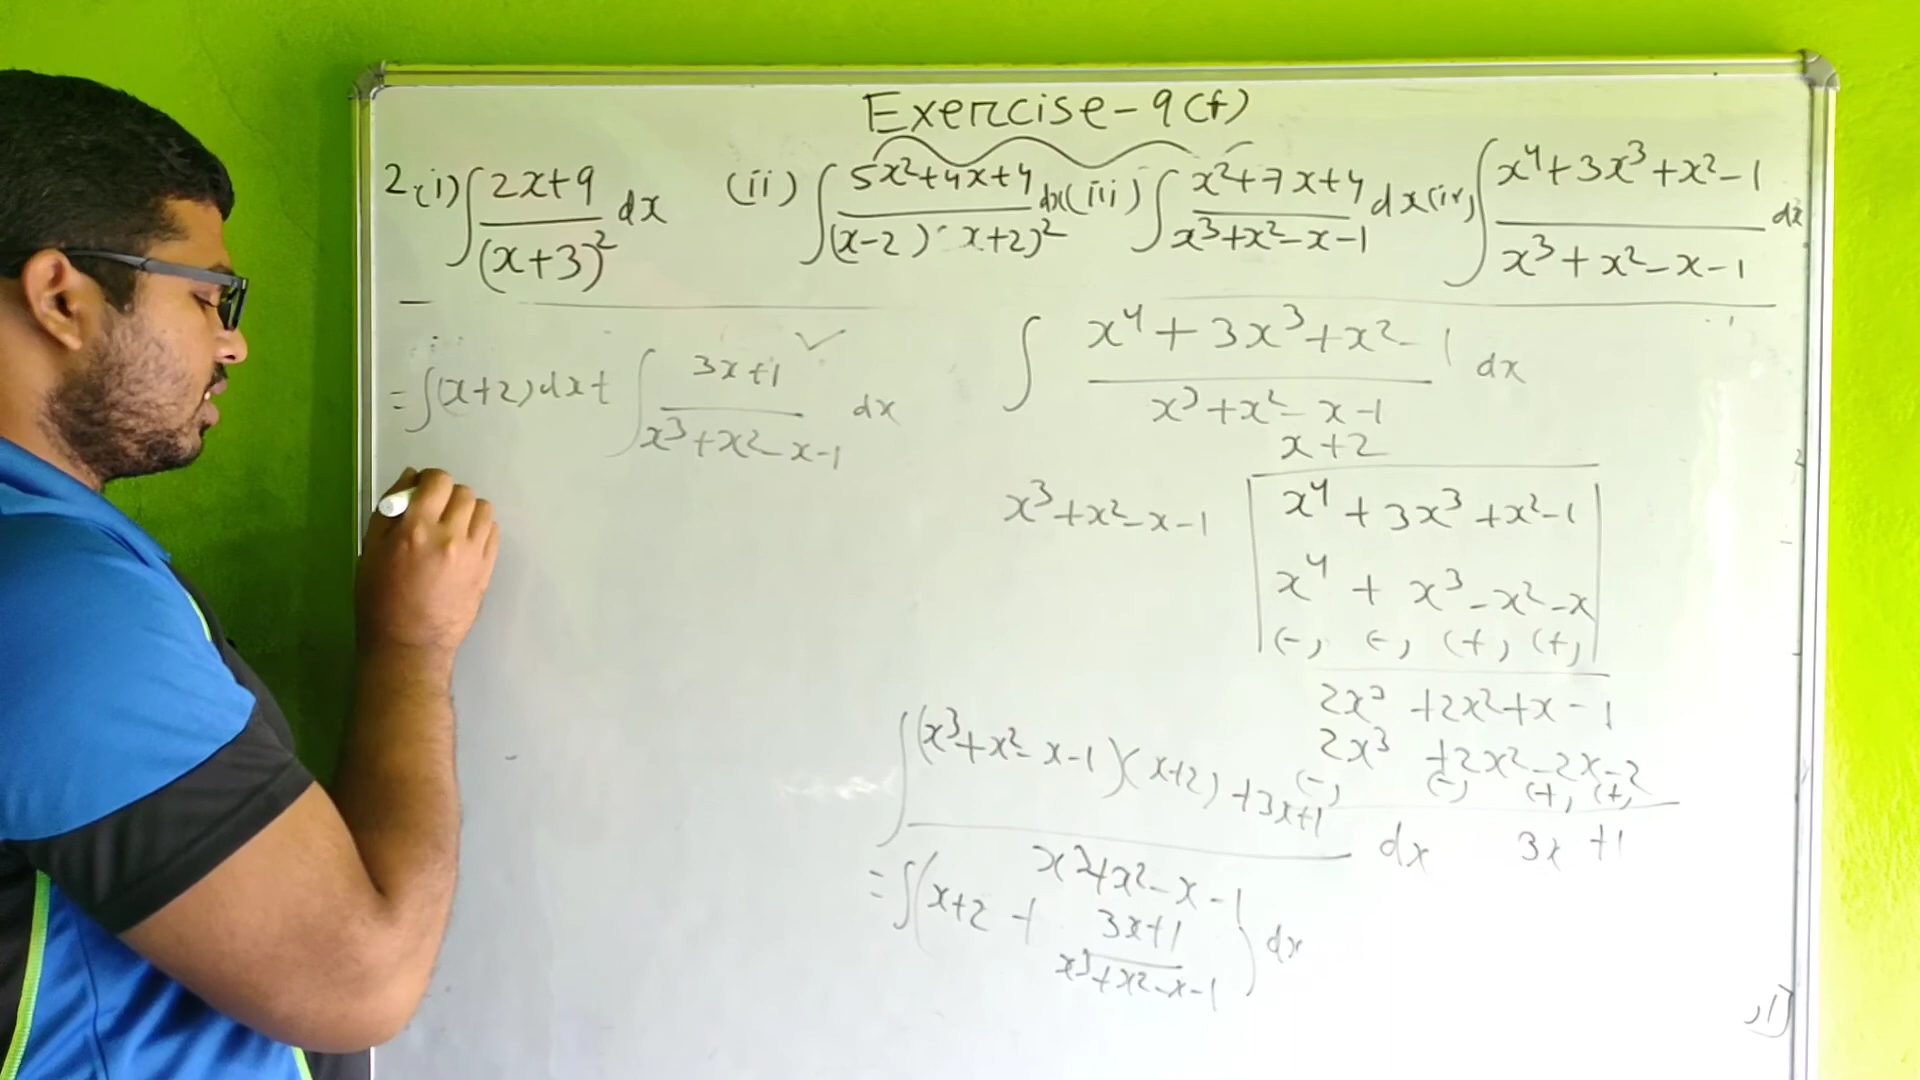 Exercise-9(f)
2.(i) ∫ 2x+9 / (x+3)² dx (ii) ∫ 5x²+4x+4 / (x-2)(x+2)² dx (iii) ∫ x²+7x+4 / x³+x²-x-1 dx (iv) ∫ x⁴+3x³+x²-1 / x³+x²-x-1 dx
= ∫(x+2)dx + ∫ 3x+1 / x³+x²-x-1 dx
∫ x⁴+3x³+x²-1 / x³+x²-x-1 dx
x+2
x³+x²-x-1 x⁴+3x³+x²-1
x⁴+x³-x²-x
(-) (-) (+) (+)
2x³+2x²+x-1
2x³+2x²-2x-2
(-) (-) (+) (+)
3x+1
∫ (x³+x²-x-1)(x+2)+3x+1 / x³+x²-x-1 dx
= ∫(x+2+ 3x+1 / x³+x²-x-1) dx